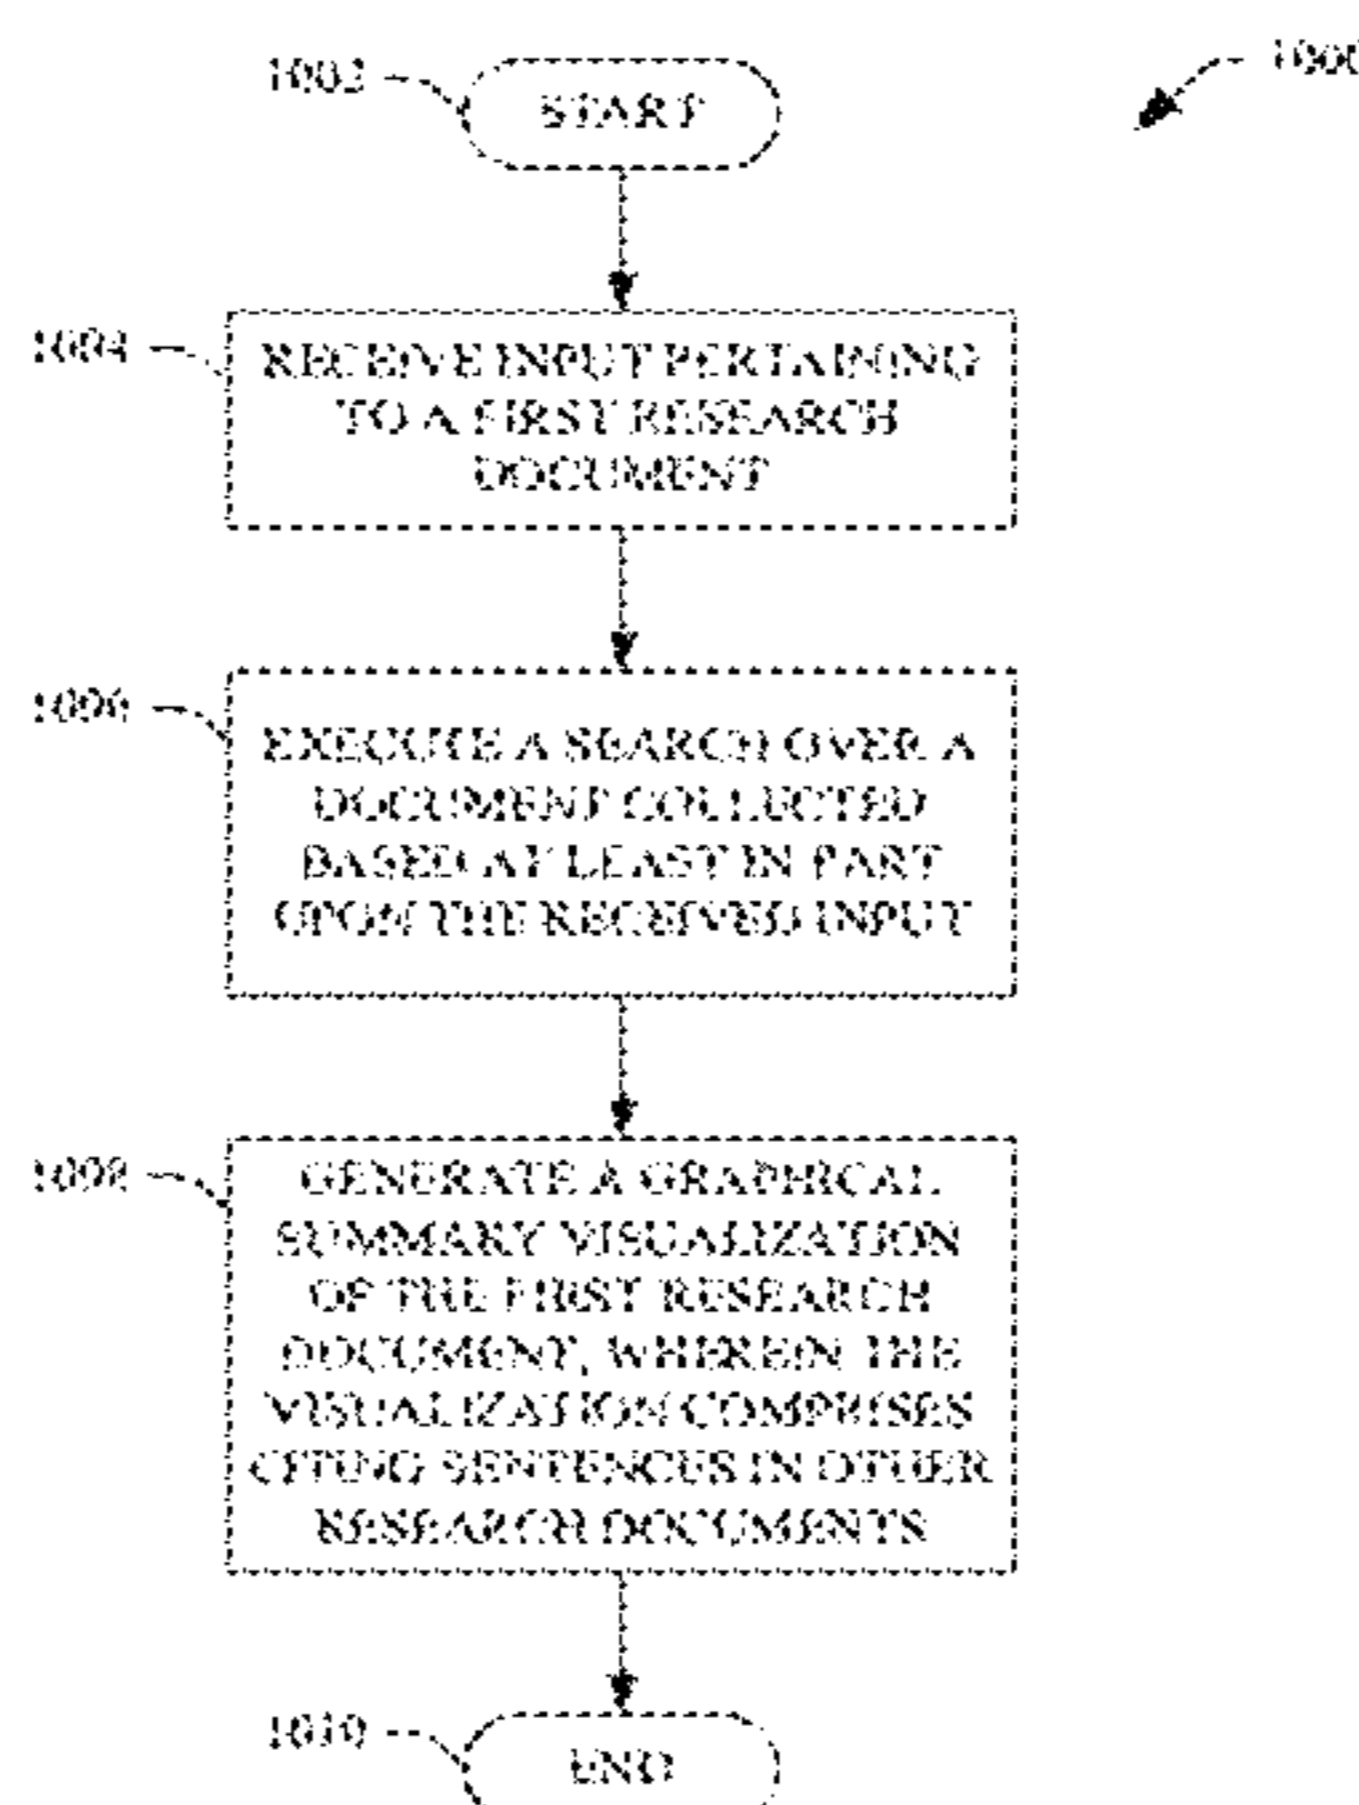 1002
START
1000
1004
RECEIVE INPUT PERTAINING
TO A FIRST RESEARCH
DOCUMENT
1006
EXECUTE A SEARCH OVER A
DOCUMENT COLLECTED
BASED AT LEAST IN PART
UPON THE RECEIVED INPUT
1008
GENERATE A GRAPHICAL
SUMMARY VISUALIZATION
OF THE FIRST RESEARCH
DOCUMENT, WHEREIN THE
VISUALIZATION COMPRISES
CITING SENTENCES IN OTHER
RESEARCH DOCUMENTS
1010
END